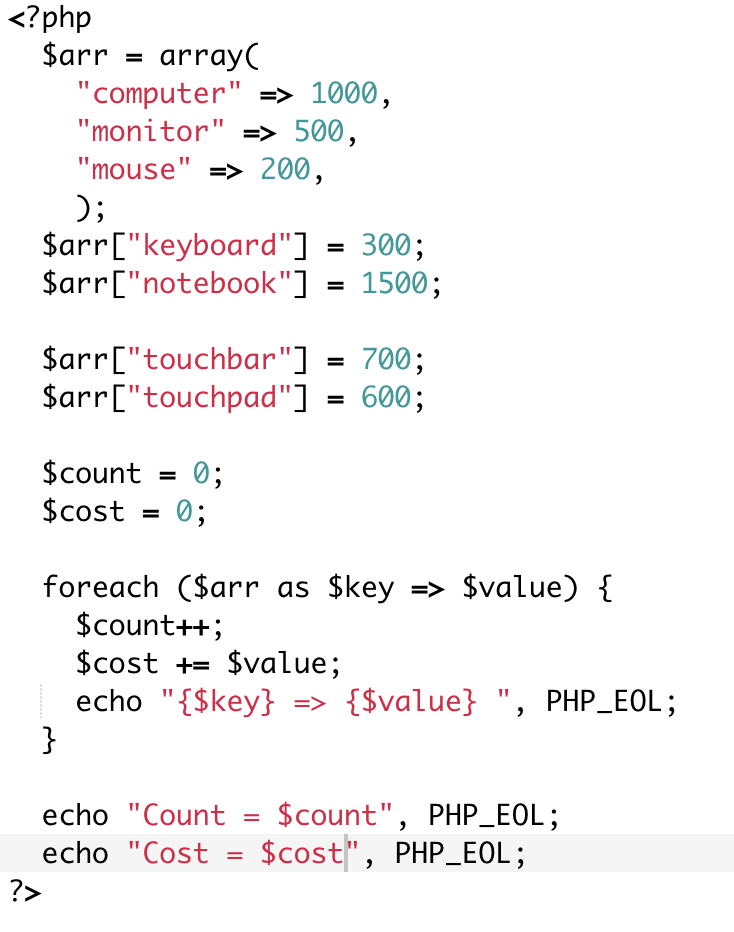 <?php
  $arr = array(
    "computer" => 1000,
    "monitor" => 500,
    "mouse" => 200,
    );
  $arr["keyboard"] = 300;
  $arr["notebook"] = 1500;

  $arr["touchbar"] = 700;
  $arr["touchpad"] = 600;

  $count = 0;
  $cost = 0;

  foreach ($arr as $key => $value) {
    $count++;
    $cost += $value;
    echo "{$key} => {$value} ", PHP_EOL;
  }

  echo "Count = $count", PHP_EOL;
  echo "Cost = $cost", PHP_EOL;
?>